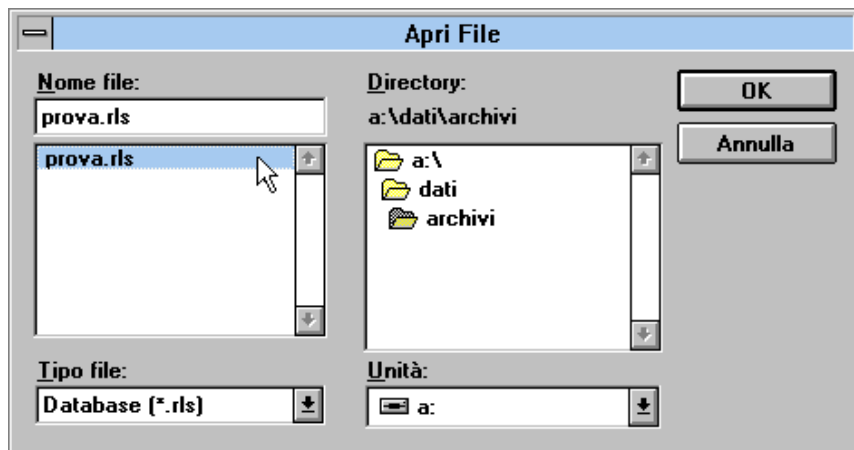 Apri File
Nome file:
prova.rls
prova.rls
Directory:
a:\dati\archivi
a:\
dati
archivi
OK
Annulla
Tipo file:
Database (*.rls)
Unità:
a: